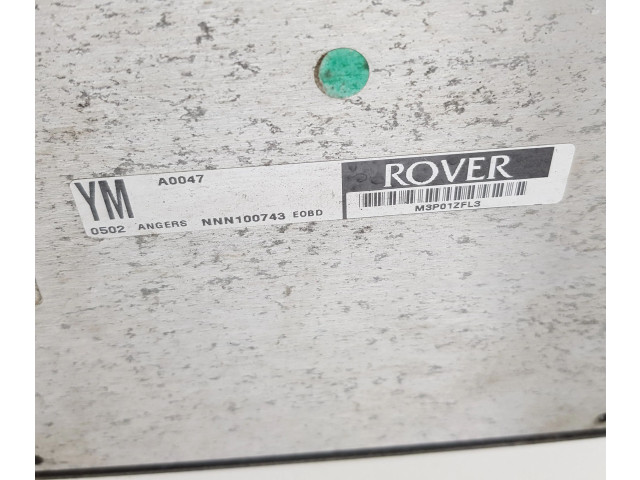 YM A0047
0502 ANGERS NNN100743 EOBD
ROVER
M3P01ZFL3